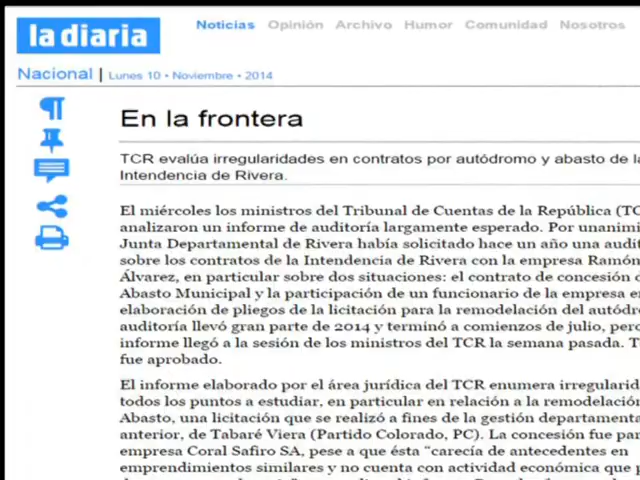 la diaria
Noticias Opinión Archivo Humor Comunidad Nosotros
Nacional | Lunes 10 • Noviembre • 2014
En la frontera
TCR evalúa irregularidades en contratos por autódromo y abasto de la
Intendencia de Rivera.
El miércoles los ministros del Tribunal de Cuentas de la República (TC
analizaron un informe de auditoría largamente esperado. Por unanimi
Junta Departamental de Rivera había solicitado hace un año una audit
sobre los contratos de la Intendencia de Rivera con la empresa Ramón
Álvarez, en particular sobre dos situaciones: el contrato de concesión d
Abasto Municipal y la participación de un funcionario de la empresa en
elaboración de pliegos de la licitación para la remodelación del autódro
auditoría llevó gran parte de 2014 y terminó a comienzos de julio, pero
informe llegó a la sesión de los ministros del TCR la semana pasada. T
fue aprobado.
El informe elaborado por el área jurídica del TCR enumera irregularid
todos los puntos a estudiar, en particular en relación a la remodelació
Abasto, una licitación que se realizó a fines de la gestión departamenta
anterior, de Tabaré Viera (Partido Colorado, PC). La concesión fue par
empresa Coral Safiro SA, pese a que ésta "carecía de antecedentes en
emprendimientos similares y no cuenta con actividad económica que p